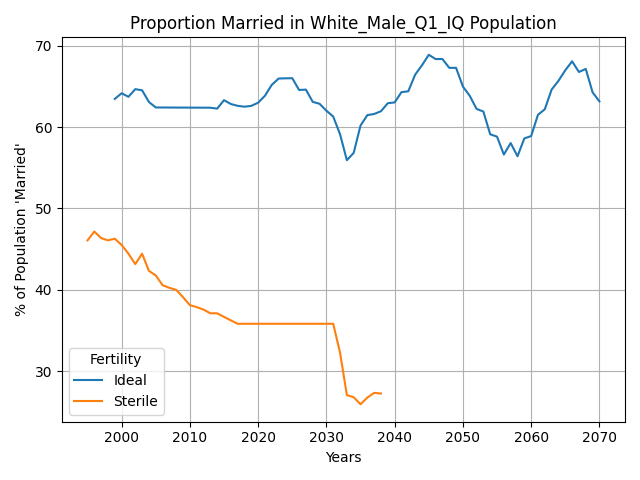 Proportion Married in White_Male_Q1_IQ Population
% of Population 'Married'
70
60
50
40
30
Fertility
Ideal
Sterile
2000 2010 2020 2030 2040 2050 2060 2070
Years